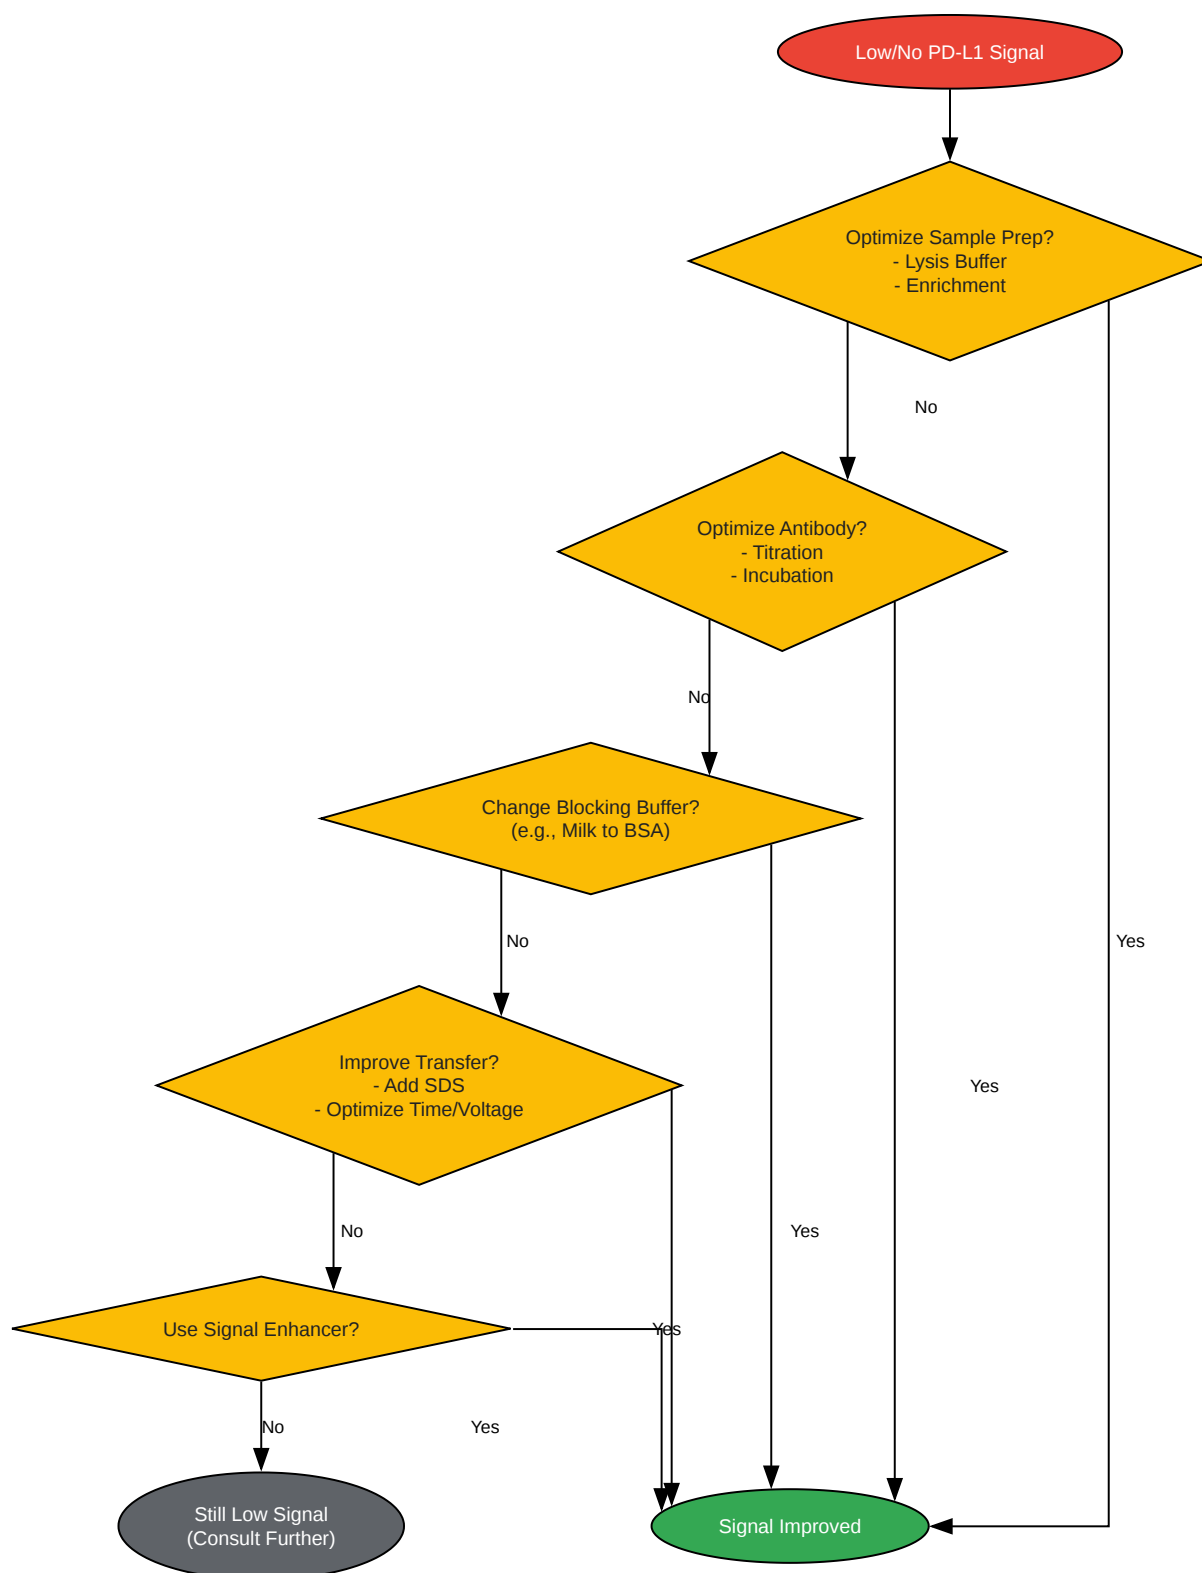 Low/No PD-L1 Signal
Optimize Sample Prep?
- Lysis Buffer
- Enrichment
No
Optimize Antibody?
- Titration
- Incubation
No
Change Blocking Buffer?
(e.g., Milk to BSA)
No
Yes
Improve Transfer?
- Add SDS
- Optimize Time/Voltage
Yes
No
Yes
Use Signal Enhancer?
Yes
No
Yes
Still Low Signal
(Consult Further)
Signal Improved